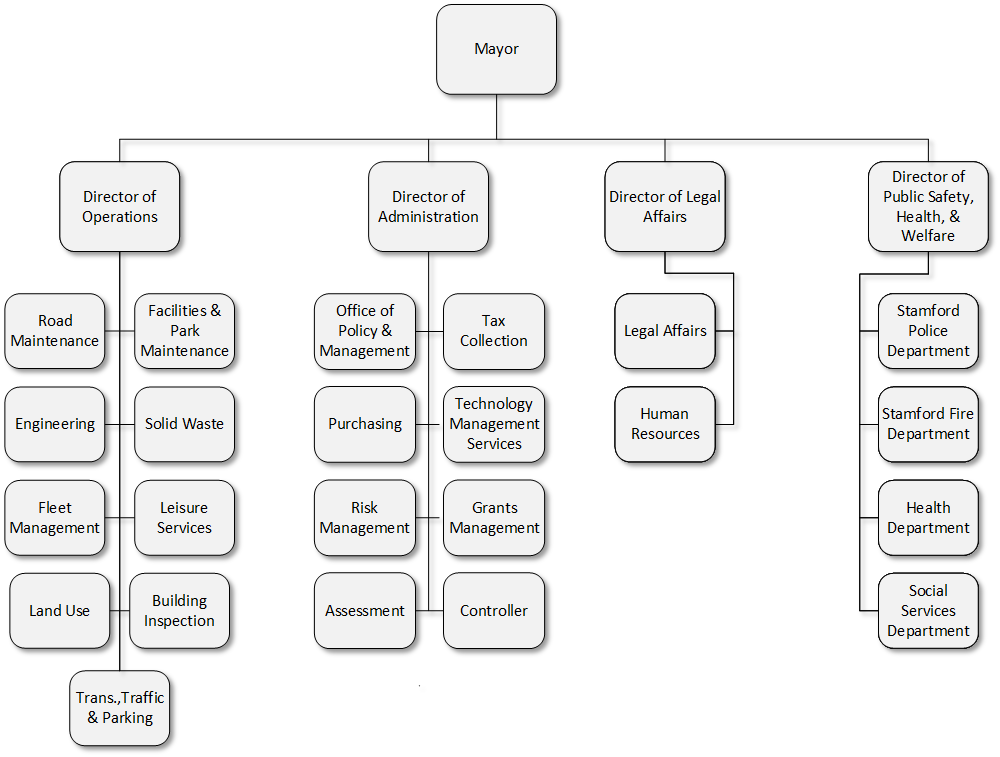 Mayor
Director of
Operations
Director of
Administration
Director of Legal
Affairs
Director of
Public Safety,
Health, &
Welfare
Road
Maintenance
Facilities &
Park
Maintenance
Engineering
Solid Waste
Fleet
Management
Leisure
Services
Land Use
Building
Inspection
Trans.,Traffic
& Parking
Office of
Policy &
Management
Tax
Collection
Purchasing
Technology
Management
Services
Risk
Management
Grants
Management
Assessment
Controller
Legal Affairs
Human
Resources
Stamford
Police
Department
Stamford Fire
Department
Health
Department
Social
Services
Department